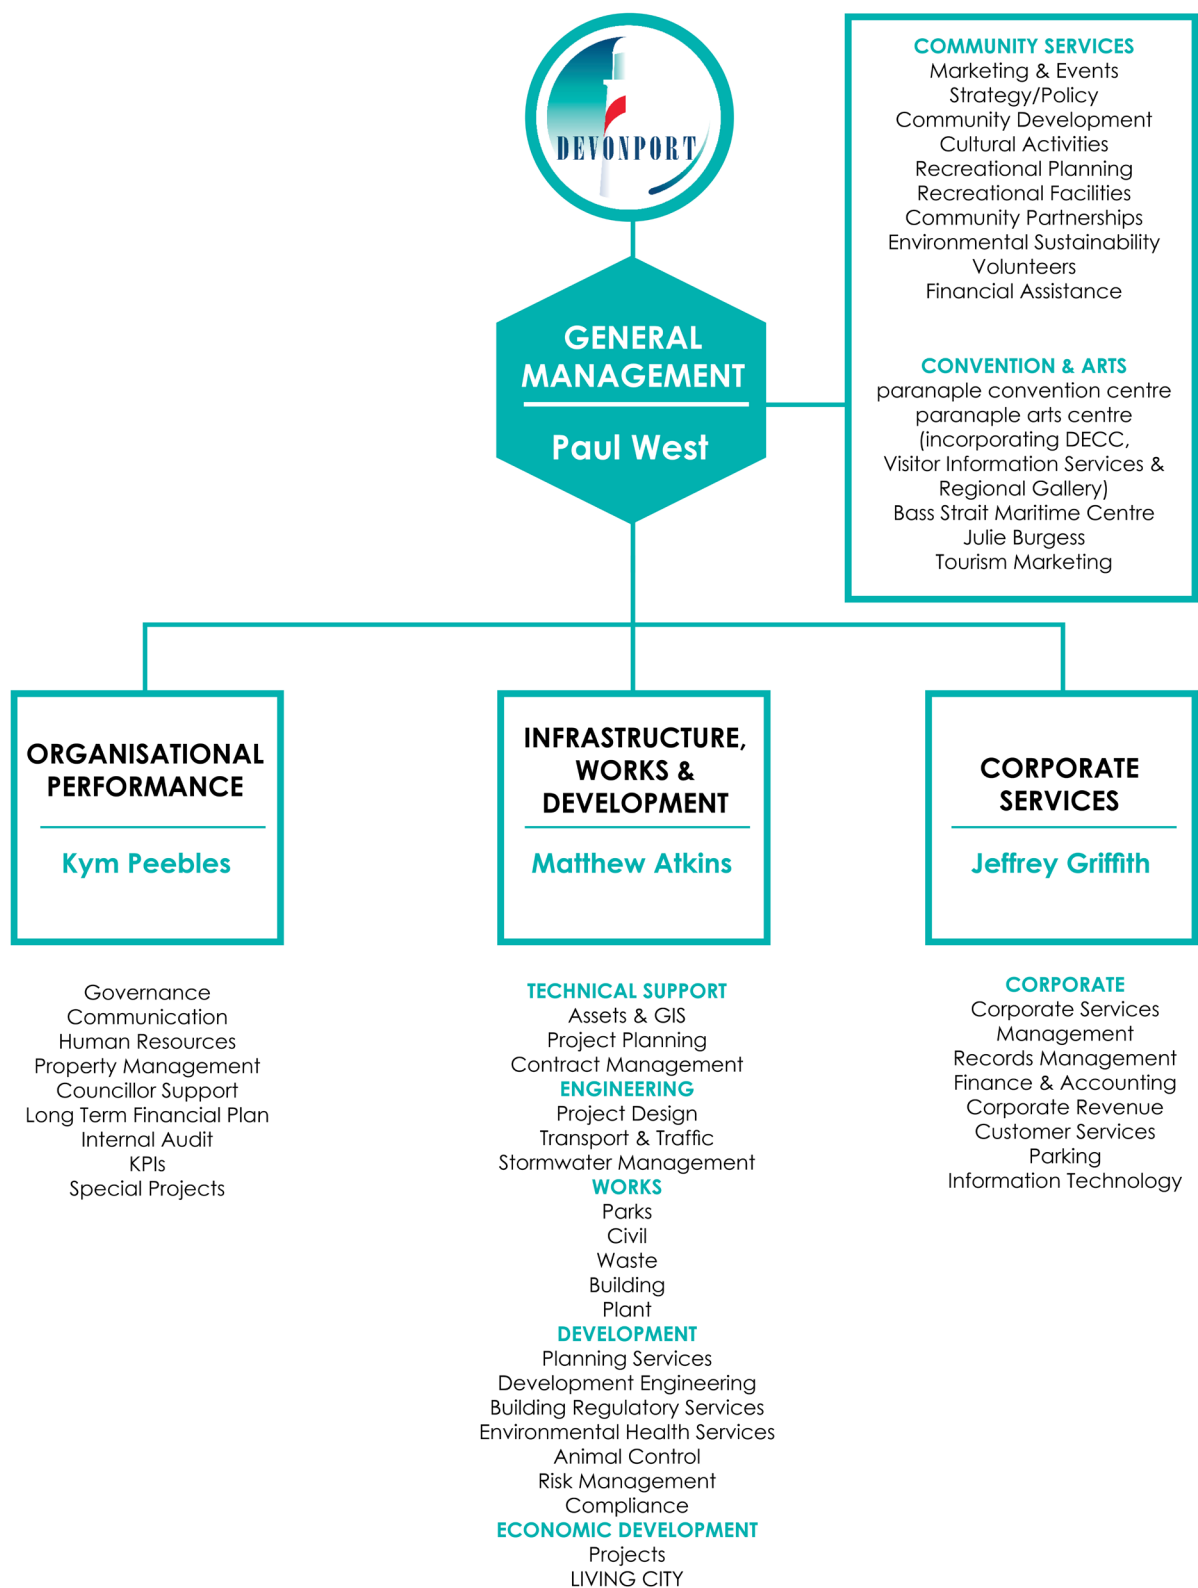 DEVONPORT
GENERAL
MANAGEMENT
Paul West
COMMUNITY SERVICES
Marketing & Events
Strategy/Policy
Community Development
Cultural Activities
Recreational Planning
Recreational Facilities
Community Partnerships
Environmental Sustainability
Volunteers
Financial Assistance
CONVENTION & ARTS
paranaple convention centre
paranaple arts centre
(incorporating DECC,
Visitor Information Services &
Regional Gallery)
Bass Strait Maritime Centre
Julie Burgess
Tourism Marketing
ORGANISATIONAL
PERFORMANCE
Kym Peebles
Governance
Communication
Human Resources
Property Management
Councillor Support
Long Term Financial Plan
Internal Audit
KPIs
Special Projects
INFRASTRUCTURE,
WORKS &
DEVELOPMENT
Matthew Atkins
TECHNICAL SUPPORT
Assets & GIS
Project Planning
Contract Management
ENGINEERING
Project Design
Transport & Traffic
Stormwater Management
WORKS
Parks
Civil
Waste
Building
Plant
DEVELOPMENT
Planning Services
Development Engineering
Building Regulatory Services
Environmental Health Services
Animal Control
Risk Management
Compliance
ECONOMIC DEVELOPMENT
Projects
LIVING CITY
CORPORATE
SERVICES
Jeffrey Griffith
CORPORATE
Corporate Services
Management
Records Management
Finance & Accounting
Corporate Revenue
Customer Services
Parking
Information Technology